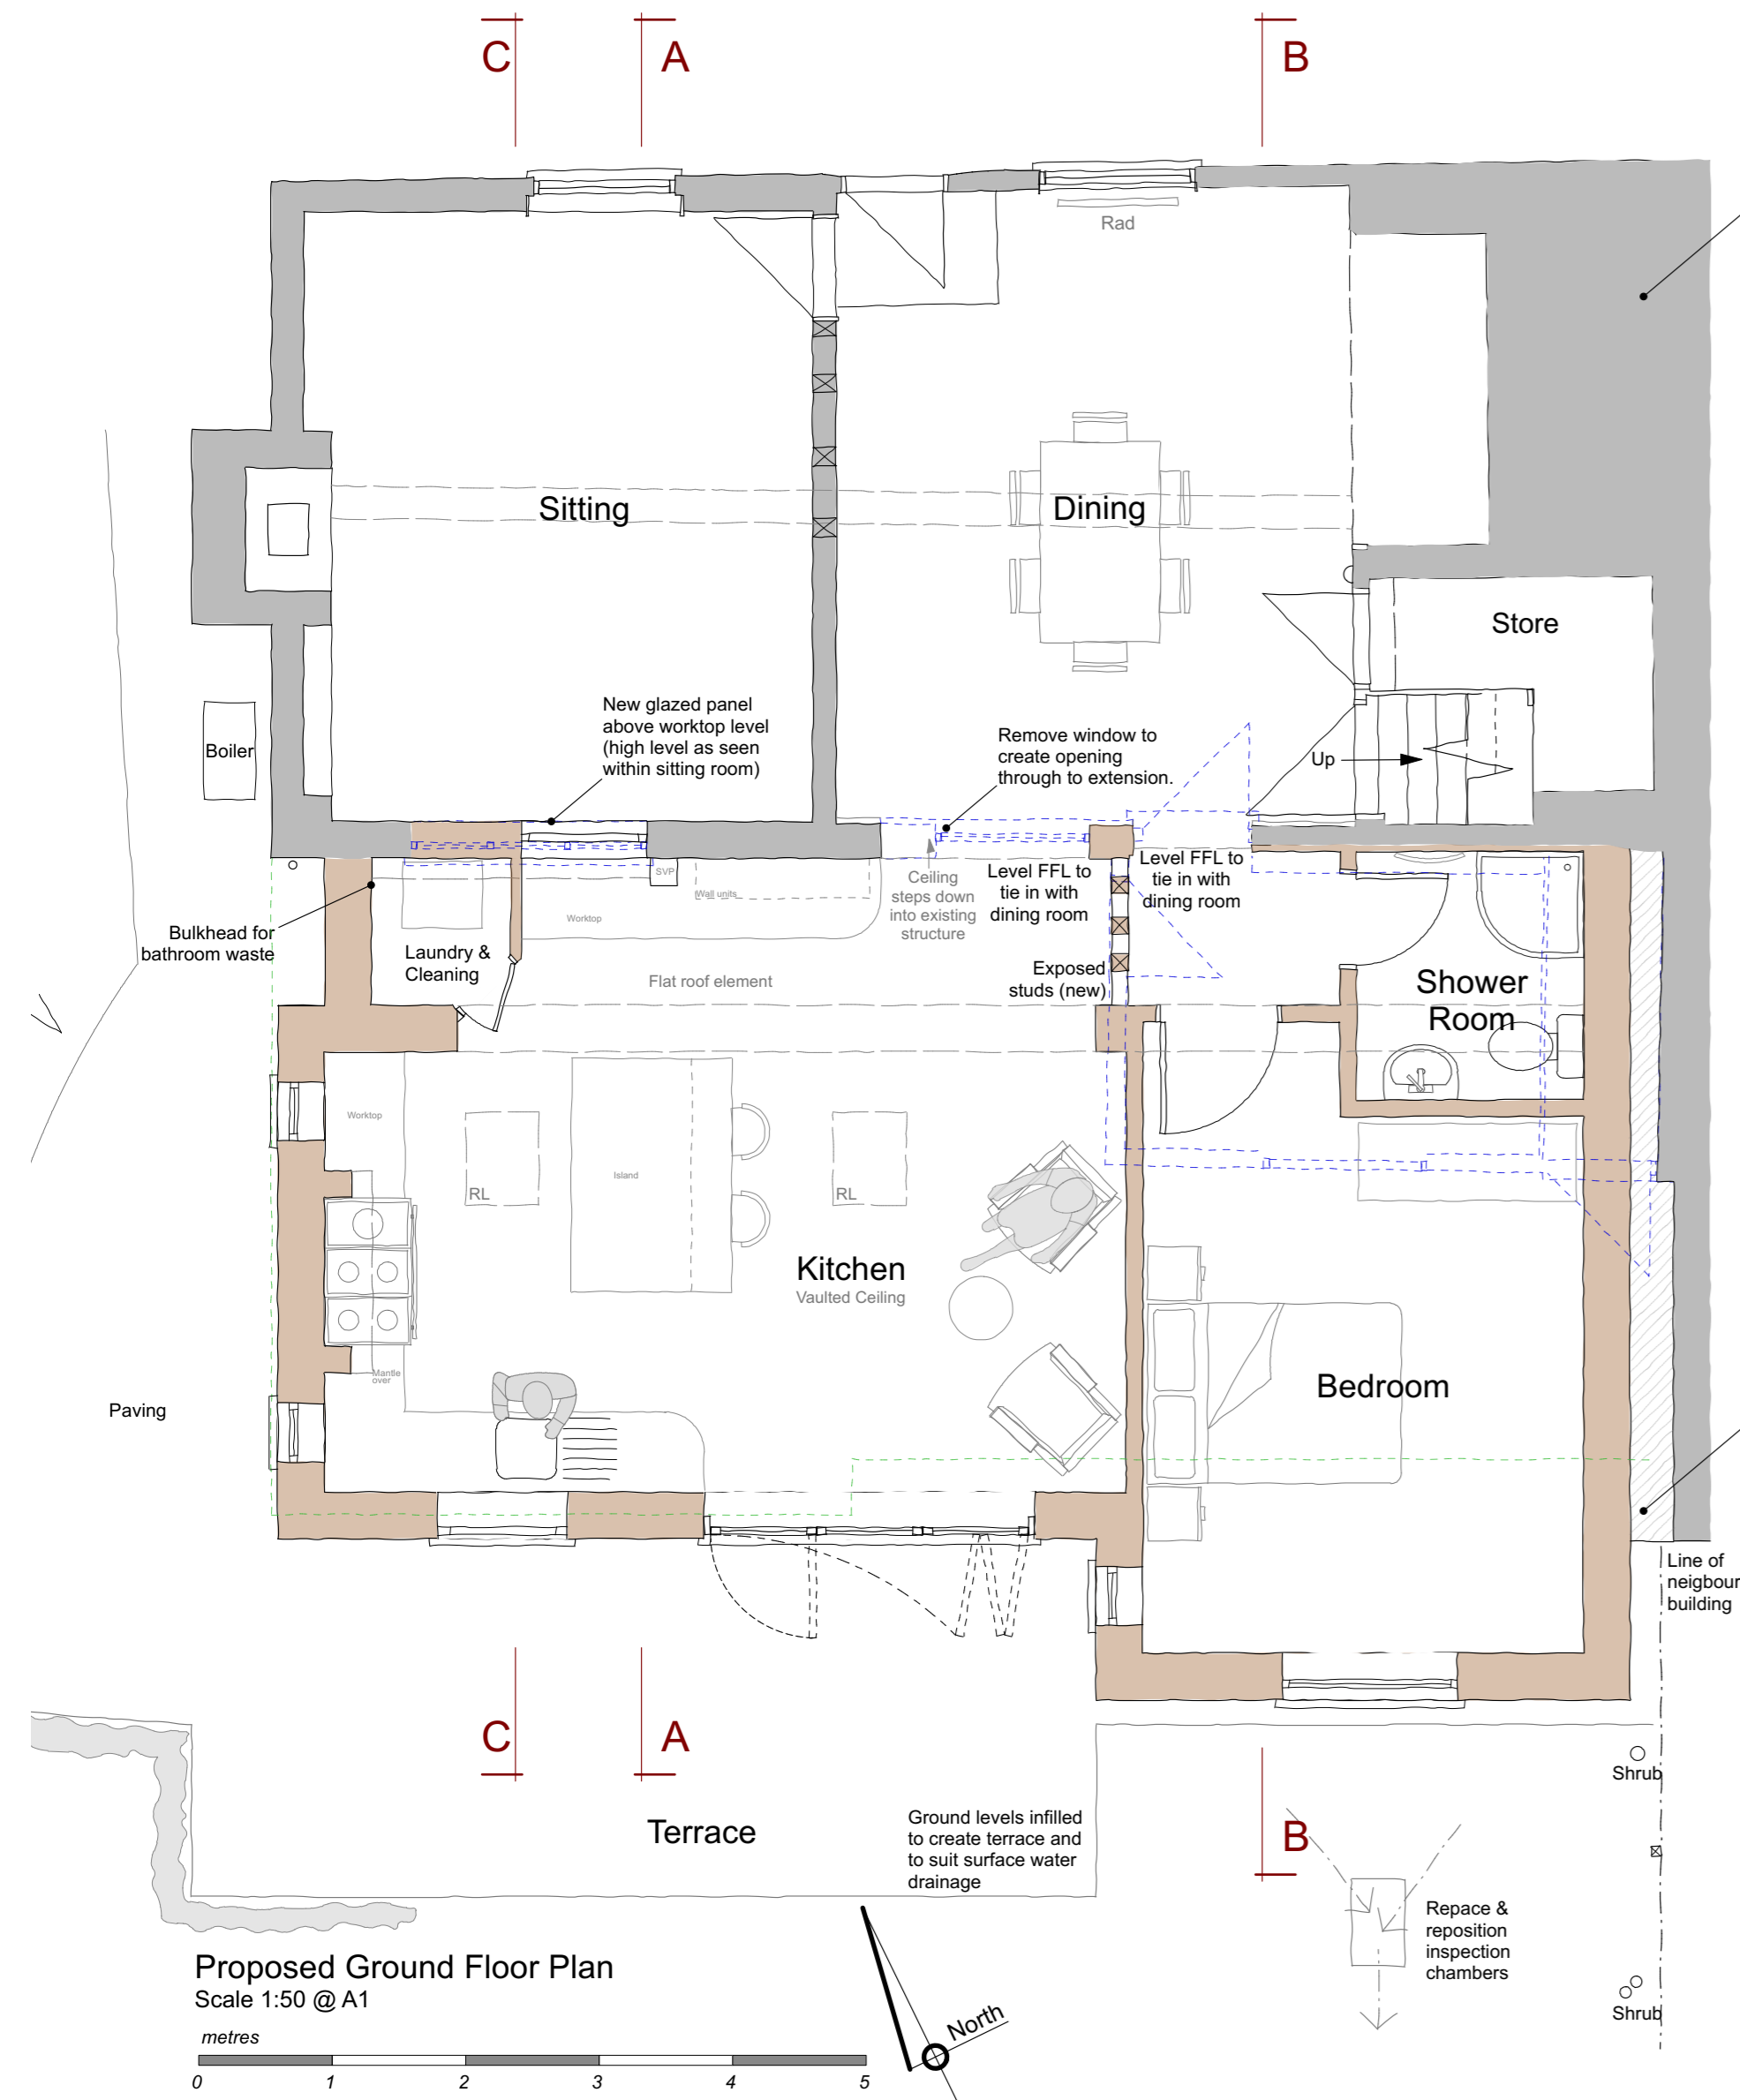 C
A
B
Rad
Sitting
Dining
Store
New glazed panel
above worktop level
(high level as seen
within sitting room)
Remove window to
create opening
through to extension.
Boiler
Up
SVP
Wall units
Worktop
Ceiling
steps down
into existing
structure
Level FFL to
tie in with
dining room
Level FFL to
tie in with
dining room
Bulkhead for
bathroom waste
Laundry &
Cleaning
Flat roof element
Exposed
studs (new)
Shower
Room
Worktop
RL
Island
RL
Kitchen
Vaulted Ceiling
Mantle
over
Bedroom
Paving
Line of
neigbour
building
C
A
B
Terrace
Ground levels infilled
to create terrace and
to suit surface water
drainage
Shrub
Repace &
reposition
inspection
chambers
Shrub
Proposed Ground Floor Plan
Scale 1:50 @ A1
metres
0 1 2 3 4 5
North